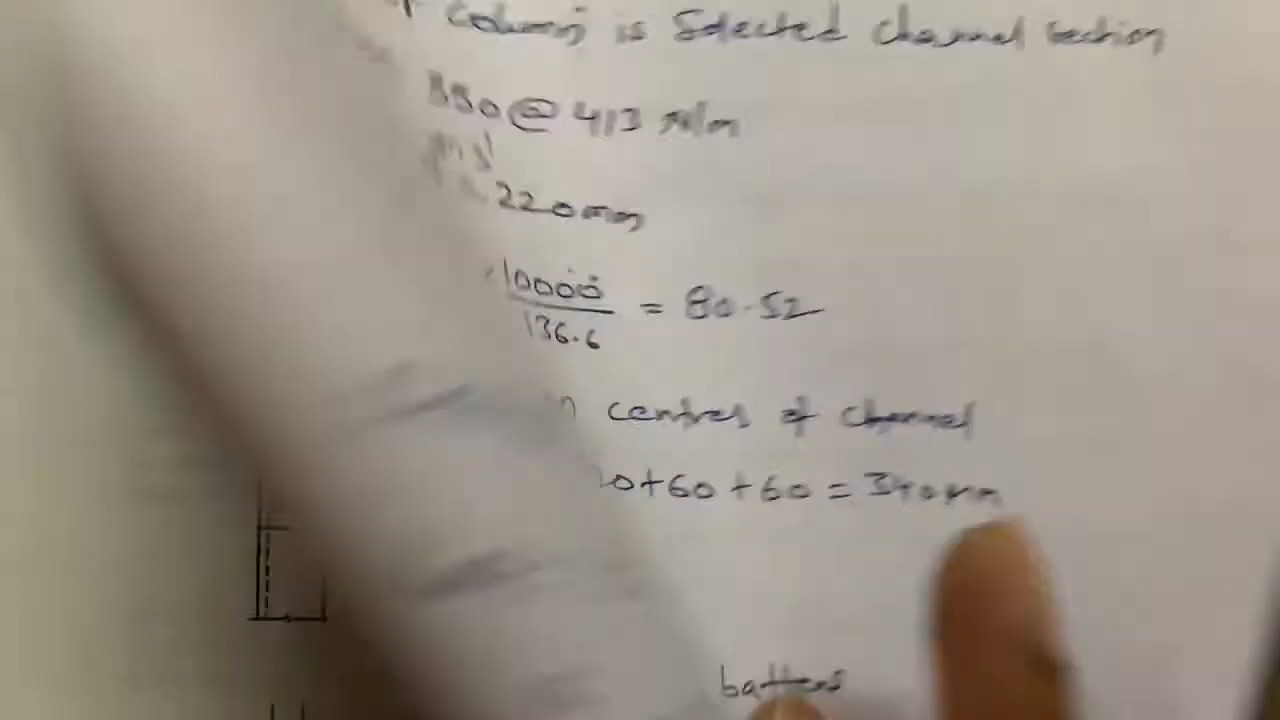 column is Selected Channel Section
@ 413 N/m
220mm
10000
136.6 = 80.52
centres of channel
0+60+60=340mm
battens